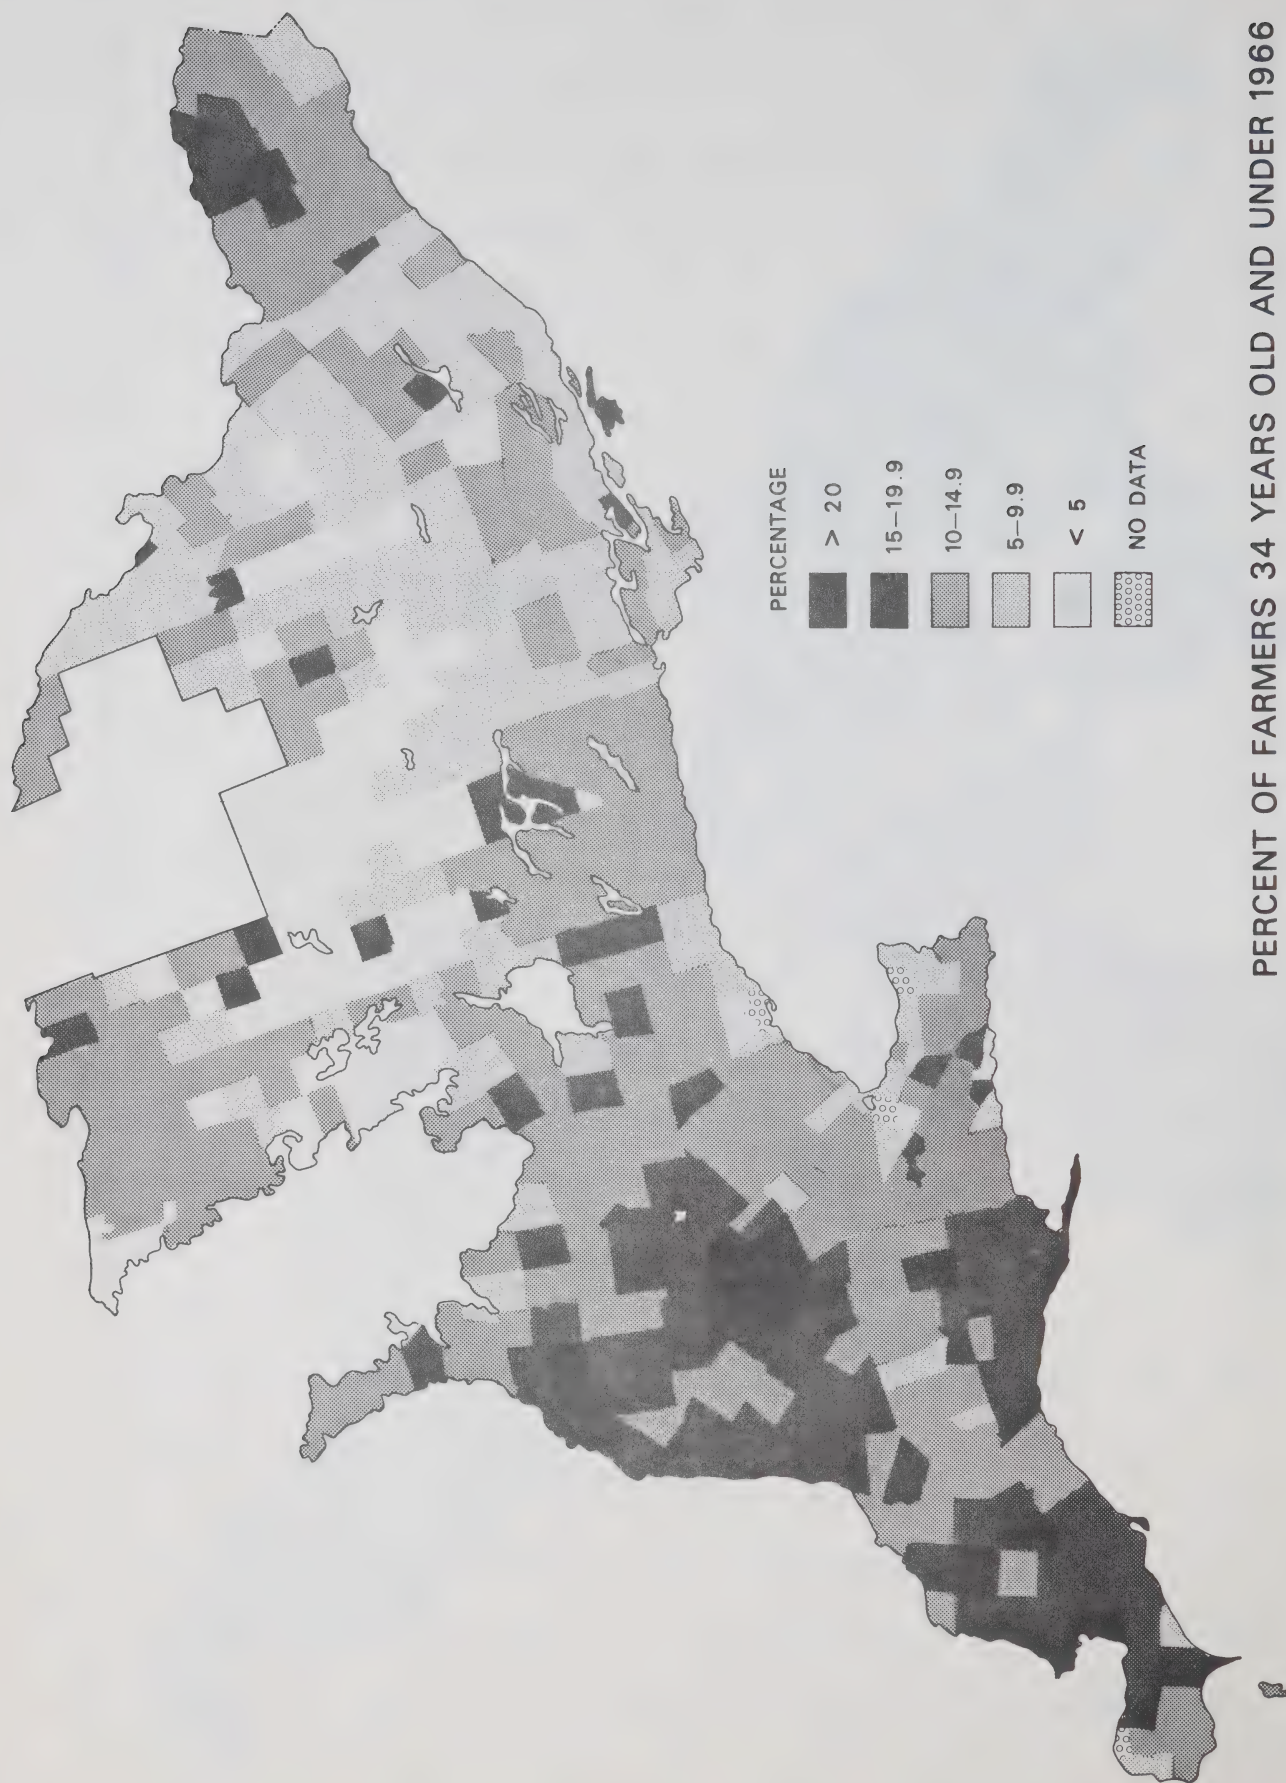 PERCENTAGE
> 20
15–19.9
10–14.9
5–9.9
< 5
NO DATA
PERCENT OF FARMERS 34 YEARS OLD AND UNDER 1966